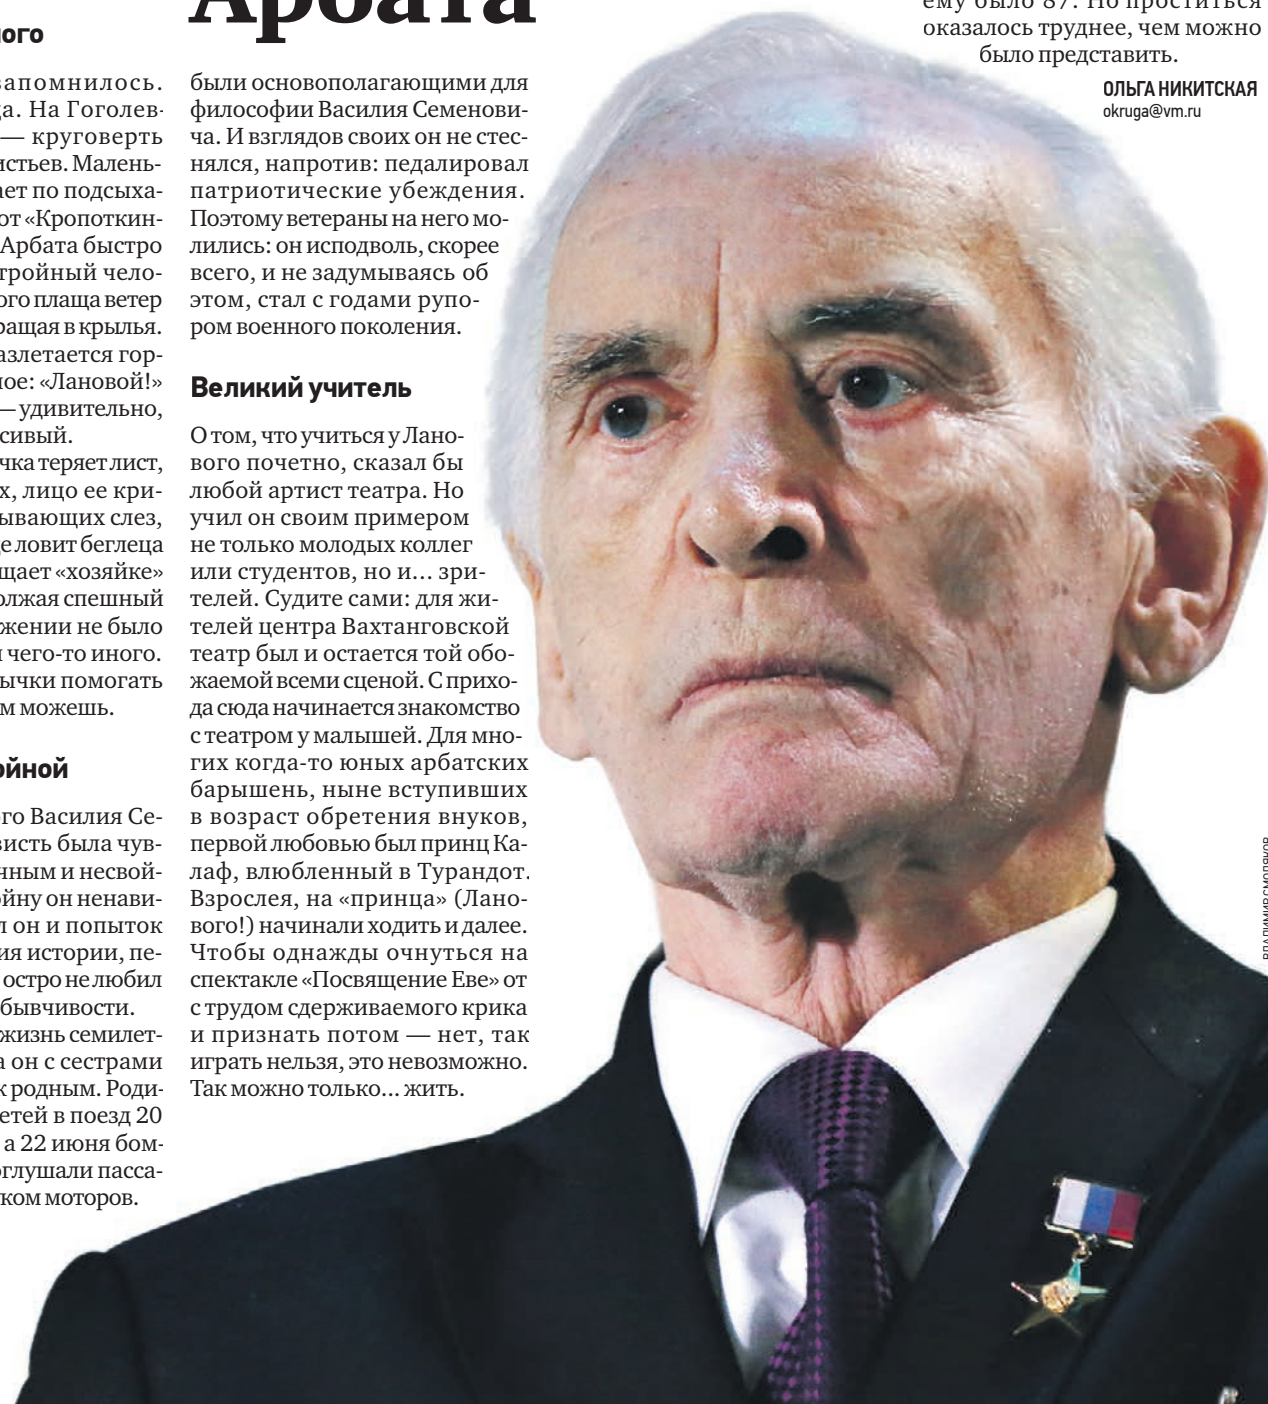 Арбата
ного
запомнилось.
да. На Гоголев-
— круговерть
истьев. Малень-
ает по подсыха-
от «Кропоткин-
Арбата быстро
тройный чело-
ого плаща ветер
ращая в крылья.
азлетается гор-
ное: «Лановой!»
— удивительно,
сивый.
чка теряет лист,
х, лицо ее кри-
ывающих слез,
це ловит беглеца
щает «хозяйке»
олжая спешный
жении не было
и чего-то иного.
ычки помогать
м можешь.
ойной
го Василия Се-
висть была чув-
чным и несвой-
ойну он ненави-
л он и попыток
ия истории, пе-
остро не любил
бывчивости.
жизнь семилет-
а он с сестрами
к родным. Роди-
етей в поезд 20
а 22 июня бом-
оглушали пасса-
ком моторов.
были основополагающими для
философии Василия Семенови-
ча. И взглядов своих он не стес-
нялся, напротив: педалировал
патриотические убеждения.
Поэтому ветераны на него мо-
лились: он исподволь, скорее
всего, и не задумываясь об
этом, стал с годами рупо-
ром военного поколения.
Великий учитель
О том, что учиться у Лано-
вого почетно, сказал бы
любой артист театра. Но
учил он своим примером
не только молодых коллег
или студентов, но и... зри-
телей. Судите сами: для жи-
телей центра Вахтанговской
театр был и остается той обо-
жаемой всеми сценой. С прихо-
да сюда начинается знакомство
с театром у малышей. Для мно-
гих когда-то юных арбатских
барышень, ныне вступивших
в возраст обретения внуков,
первой любовью был принц Ка-
лаф, влюбленный в Турандот.
Взрослея, на «принца» (Лано-
вого!) начинали ходить и далее.
Чтобы однажды очнуться на
спектакле «Посвящение Еве» от
с трудом сдерживаемого крика
и признать потом — нет, так
играть нельзя, это невозможно.
Так можно только... жить.
ему было 87. Но проститься
оказалось труднее, чем можно
было представить.
ОЛЬГА НИКИТСКАЯ
okruga@vm.ru
ВЛАДИМИР СМОЛЯКОВ